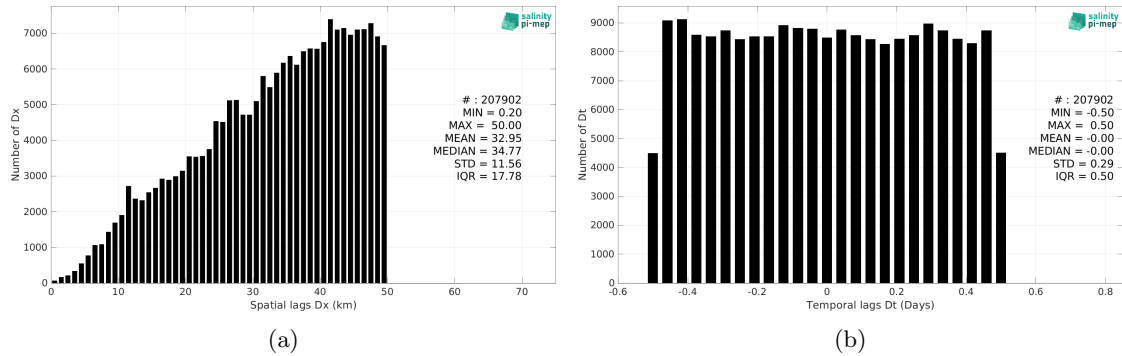 salinity
pi-mep
Number of Dx
7000
6000
5000
4000
3000
2000
1000
0
# : 207902
MIN = 0.20
MAX = 50.00
MEAN = 32.95
MEDIAN = 34.77
STD = 11.56
IQR = 17.78
0 10 20 30 40 50 60 70
Spatial lags Dx (km)
(a)
salinity
pi-mep
Number of Dt
9000
8000
7000
6000
5000
4000
3000
2000
1000
0
# : 207902
MIN = -0.50
MAX = 0.50
MEAN = -0.00
MEDIAN = -0.00
STD = 0.29
IQR = 0.50
-0.6 -0.4 -0.2 0 0.2 0.4 0.6 0.8
Temporal lags Dt (Days)
(b)